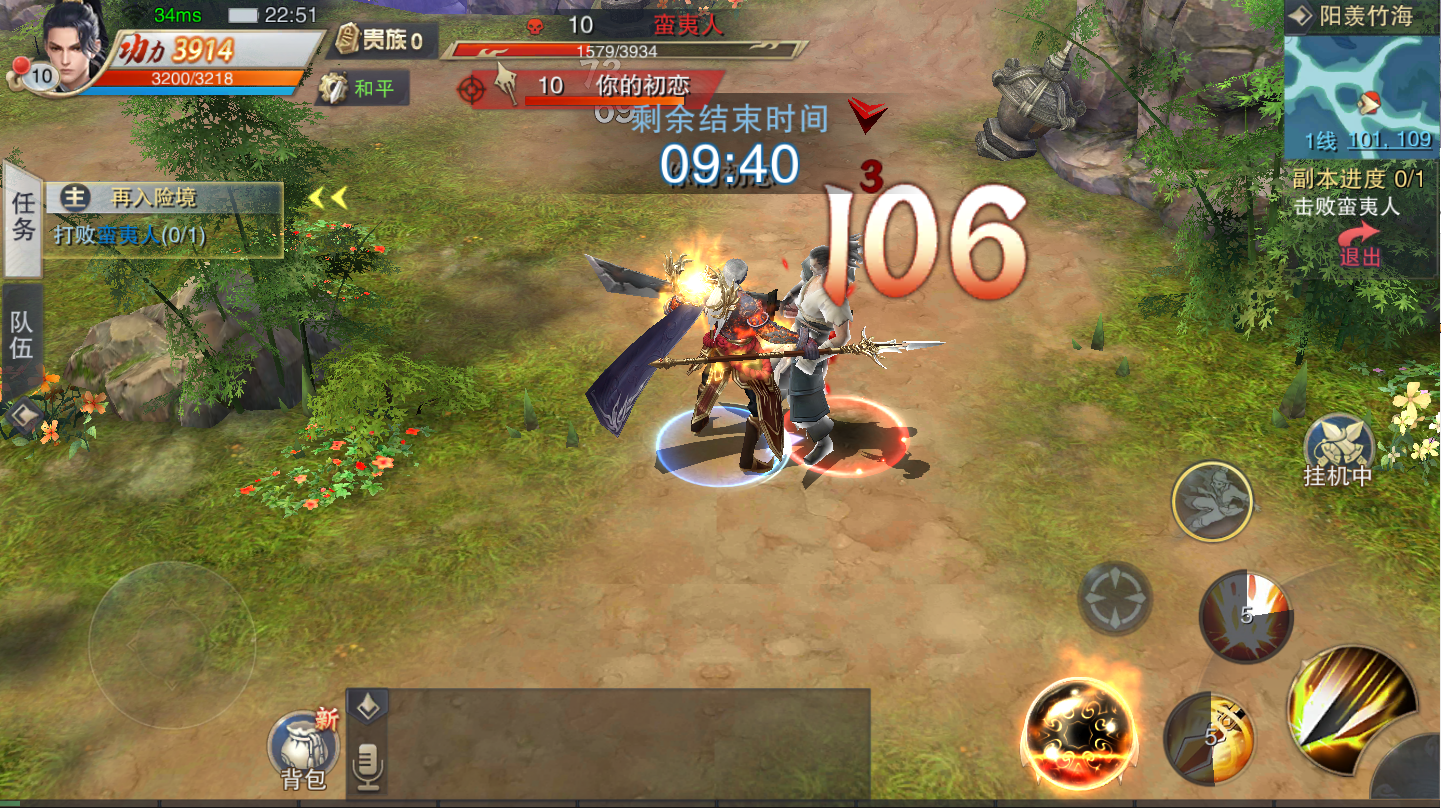 34ms 22:51
功力 3914
10
3200/3218
贵族0
和平
10 蛮夷人
1579/3934
10 你的初恋
剩余结束时间
09:40
3
106
阳羡竹海
1线 101, 109
副本进度 0/1
击败蛮夷人
退出
任务
主 再入险境
打败蛮夷人(0/1)
队伍
挂机中
5
5
新
背包